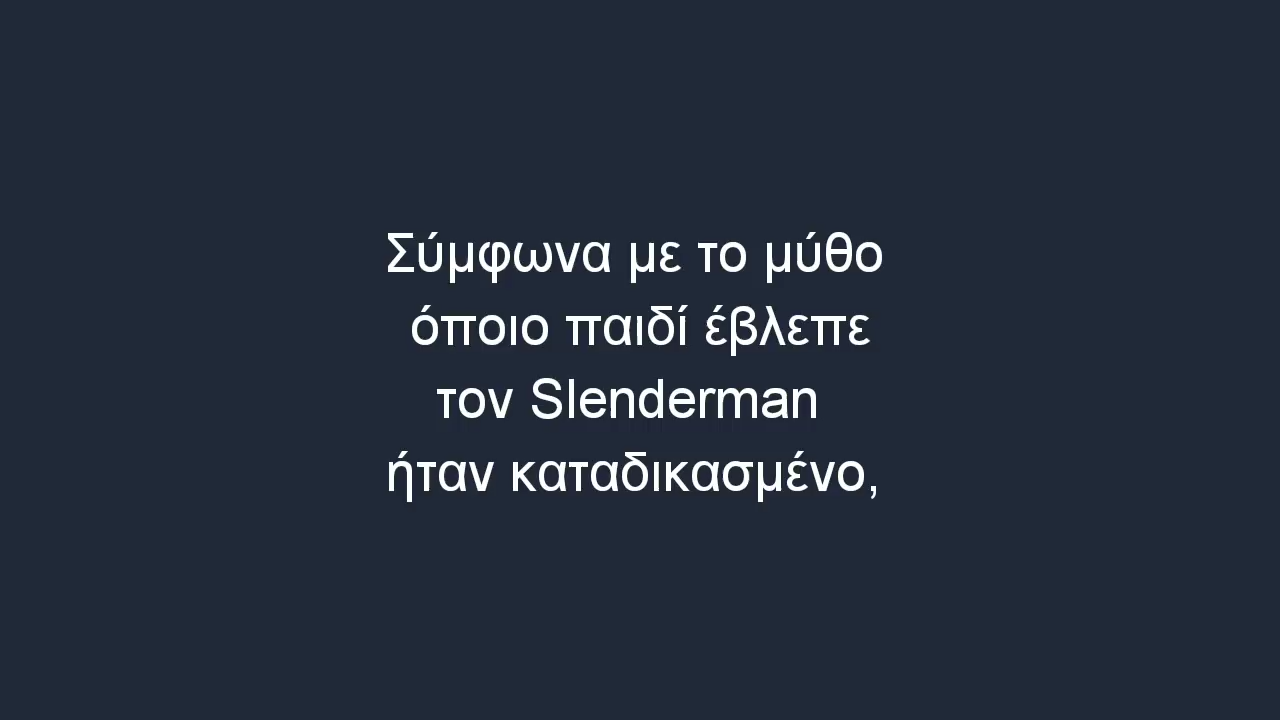 Σύμφωνα με το μύθο
όποιο παιδί έβλεπε
τον Slenderman
ήταν καταδικασμένο,